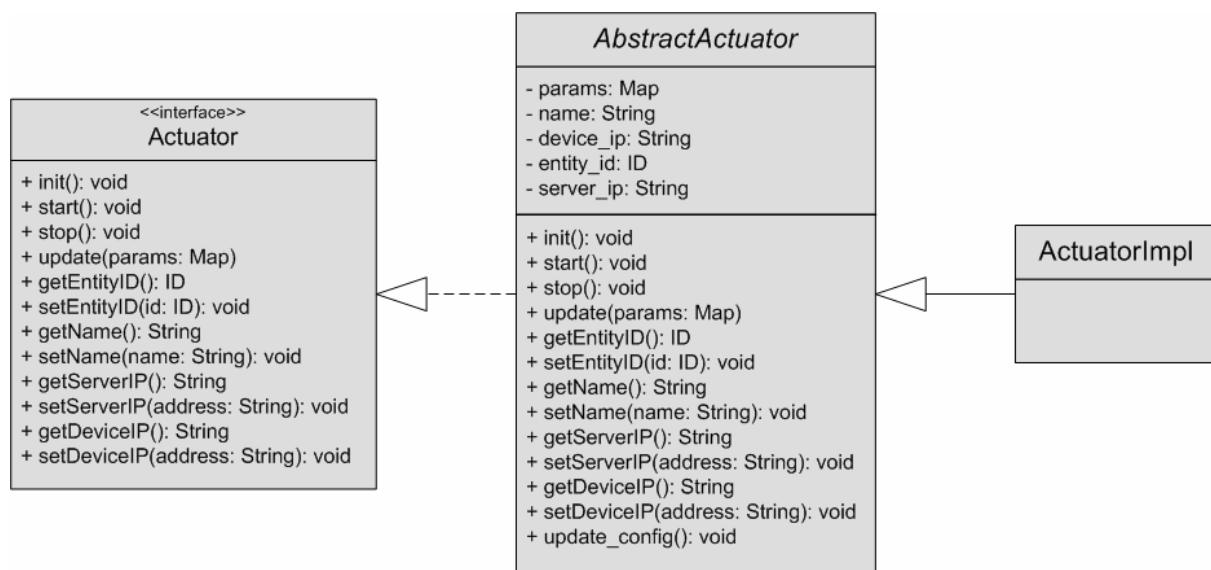 <<interface>>
Actuator
+ init(): void
+ start(): void
+ stop(): void
+ update(params: Map)
+ getEntityID(): ID
+ setEntityID(id: ID): void
+ getName(): String
+ setName(name: String): void
+ getServerIP(): String
+ setServerIP(address: String): void
+ getDeviceIP(): String
+ setDeviceIP(address: String): void
AbstractActuator
- params: Map
- name: String
- device_ip: String
- entity_id: ID
- server_ip: String
+ init(): void
+ start(): void
+ stop(): void
+ update(params: Map)
+ getEntityID(): ID
+ setEntityID(id: ID): void
+ getName(): String
+ setName(name: String): void
+ getServerIP(): String
+ setServerIP(address: String): void
+ getDeviceIP(): String
+ setDeviceIP(address: String): void
+ update_config(): void
ActuatorImpl